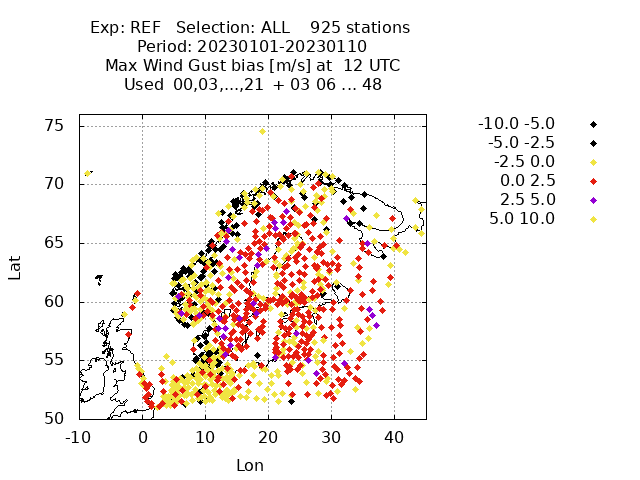 Exp: REF Selection: ALL 925 stations
Period: 20230101-20230110
Max Wind Gust bias [m/s] at 12 UTC
Used 00,03,...,21 + 03 06 ... 48
-10.0 -5.0
-5.0 -2.5
-2.5 0.0
0.0 2.5
2.5 5.0
5.0 10.0
75
70
65
60
55
50
Lat
-10 0 10 20 30 40
Lon